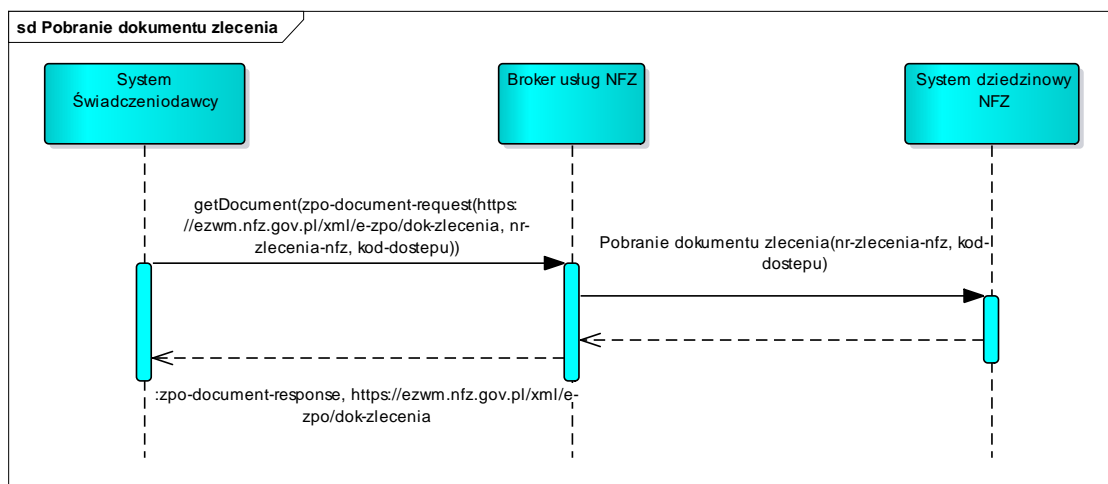 sd Pobranie dokumentu zlecenia
System
Świadczeniodawcy
Broker usług NFZ
System dziedzinowy
NFZ
getDocument(zpo-document-request(https:
//ezwm.nfz.gov.pl/xml/e-zpo/dok-zlecenia, nr-
zlecenia-nfz, kod-dostepu))
Pobranie dokumentu zlecenia(nr-zlecenia-nfz, kod-
dostepu)
:zpo-document-response, https://ezwm.nfz.gov.pl/xml/e-
zpo/dok-zlecenia